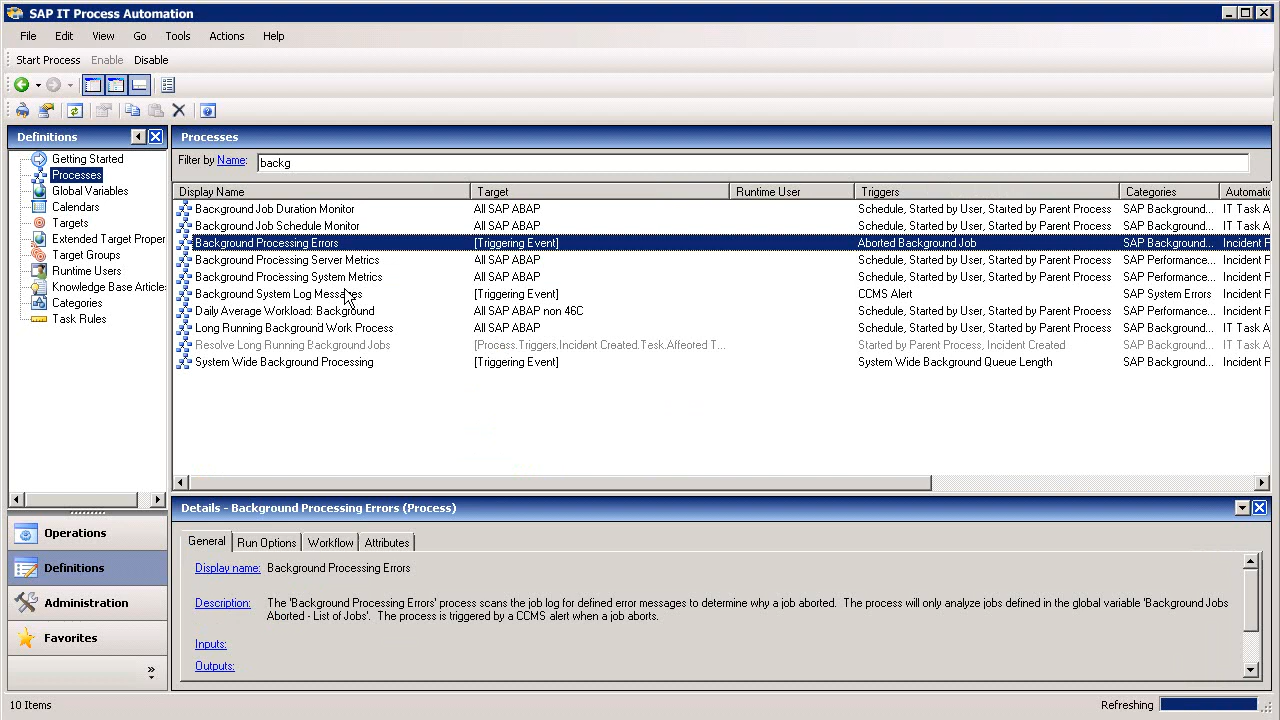 SAP IT Process Automation
File Edit View Go Tools Actions Help
Start Process Enable Disable
Definitions
Getting Started
Processes
Global Variables
Calendars
Targets
Extended Target Proper
Target Groups
Runtime Users
Knowledge Base Articles
Categories
Task Rules
Operations
Definitions
Administration
Favorites
Processes
Filter by Name: backg
Display Name Target Runtime User Triggers Categories Automatic
Background Job Duration Monitor All SAP ABAP Schedule, Started by User, Started by Parent Process SAP Background... IT Task A
Background Job Schedule Monitor All SAP ABAP Schedule, Started by User, Started by Parent Process SAP Background... IT Task A
Background Processing Errors [Triggering Event] Aborted Background Job SAP Background... Incident F
Background Processing Server Metrics All SAP ABAP Schedule, Started by User, Started by Parent Process SAP Performance... Incident F
Background Processing System Metrics All SAP ABAP Schedule, Started by User, Started by Parent Process SAP Performance... Incident F
Background System Log Messages [Triggering Event] CCMS Alert SAP System Errors Incident F
Daily Average Workload: Background All SAP ABAP non 46C Schedule, Started by User, Started by Parent Process SAP Performance... Incident F
Long Running Background Work Process All SAP ABAP Schedule, Started by User, Started by Parent Process SAP Background... IT Task A
Resolve Long Running Background Jobs [Process.Triggers.Incident Created.Task.Affected T... Started by Parent Process, Incident Created SAP Background... IT Task A
System Wide Background Processing [Triggering Event] System Wide Background Queue Length SAP Background... Incident F
Details - Background Processing Errors (Process)
General Run Options Workflow Attributes
Display name: Background Processing Errors
Description: The 'Background Processing Errors' process scans the job log for defined error messages to determine why a job aborted. The process will only analyze jobs defined in the global variable 'Background Jobs
Aborted - List of Jobs'. The process is triggered by a CCMS alert when a job aborts.
Inputs:
Outputs:
10 Items
Refreshing